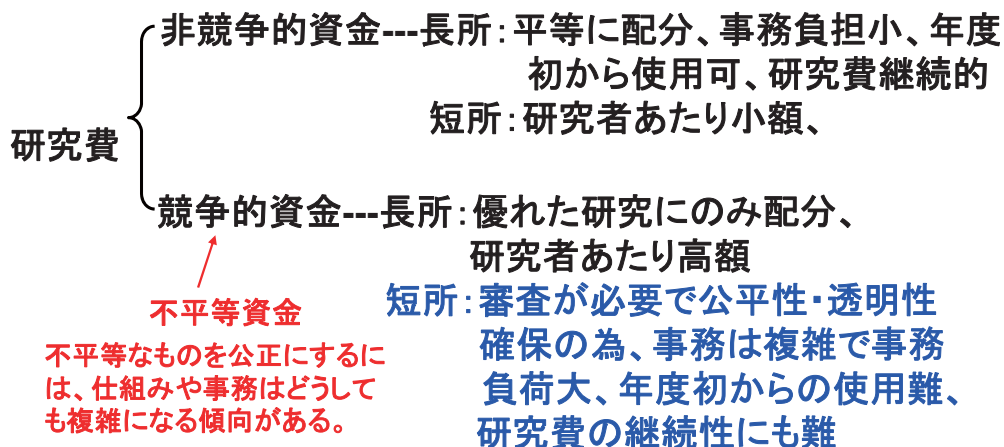 非競争的資金---長所：平等に配分、事務負担小、年度
初から使用可、研究費継続的
短所：研究者あたり小額、
研究費
競争的資金---長所：優れた研究にのみ配分、
研究者あたり高額
短所：審査が必要で公平性・透明性
確保の為、事務は複雑で事務
負荷大、年度初からの使用難、
研究費の継続性にも難
不平等資金
不平等なものを公正にするに
は、仕組みや事務はどうして
も複雑になる傾向がある。